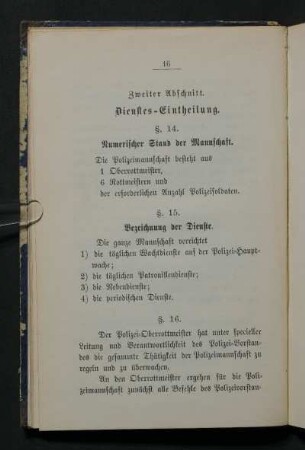 16
Zweiter Abschnitt.
Dienstes-Eintheilung.
§. 14.
Numerischer Stand der Mannschaft.
Die Polizeimannschaft besteht aus
1 Oberrottmeister,
6 Rottmeistern und
der erforderlichen Anzahl Polizeisoldaten.
§. 15.
Bezeichnung der Dienste.
Die ganze Mannschaft verrichtet
1) die täglichen Wachtdienste auf der Polizei-Haupt-
wache;
2) die täglichen Patrouillendienste;
3) die Nebendienste;
4) die periodischen Dienste.
§. 16.
Der Polizei-Oberrottmeister hat unter specieller
Leitung und Verantwortlichkeit des Polizei-Vorstan-
des die gesammte Thätigkeit der Polizeimannschaft zu
regeln und zu überwachen.
An den Oberrottmeister ergehen für die Poli-
zeimannschaft zunächst alle Befehle des Polizeivorstan-